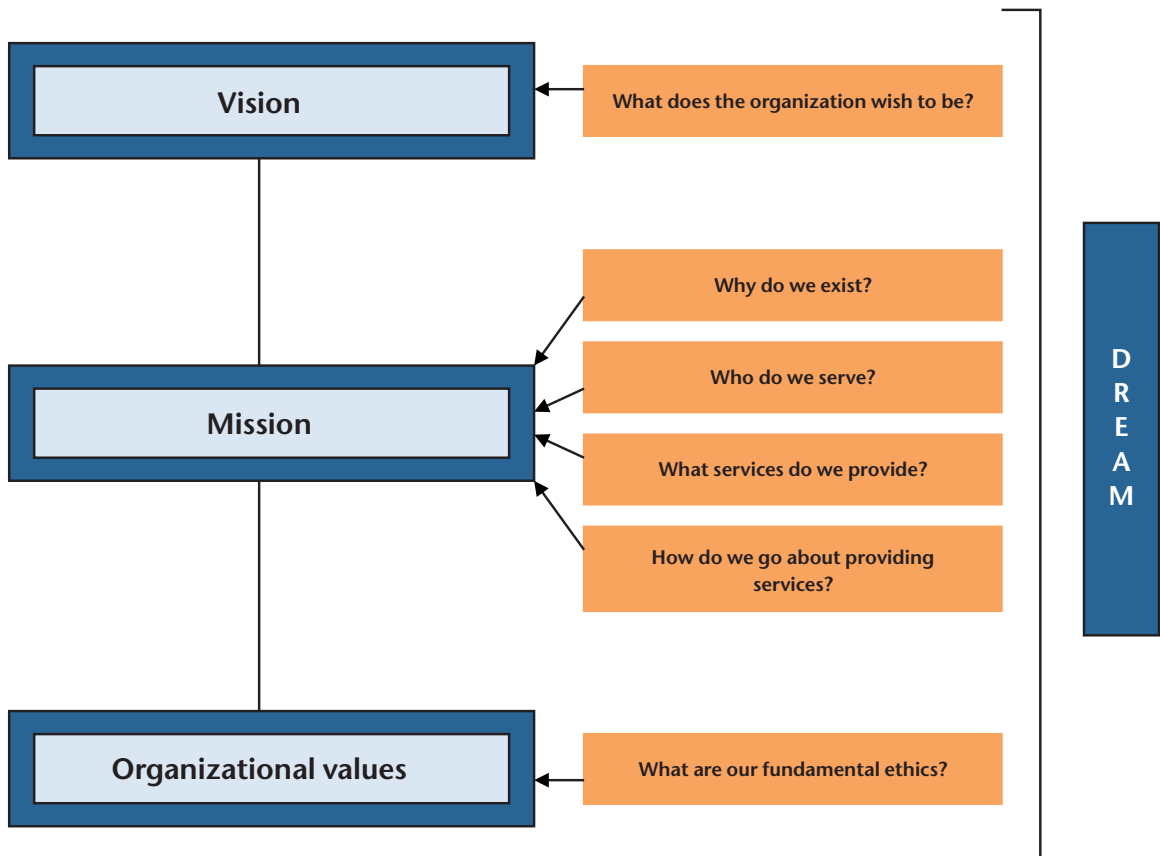 Vision
What does the organization wish to be?
Why do we exist?
Who do we serve?
Mission
What services do we provide?
How do we go about providing
services?
Organizational values
What are our fundamental ethics?
D
R
E
A
M